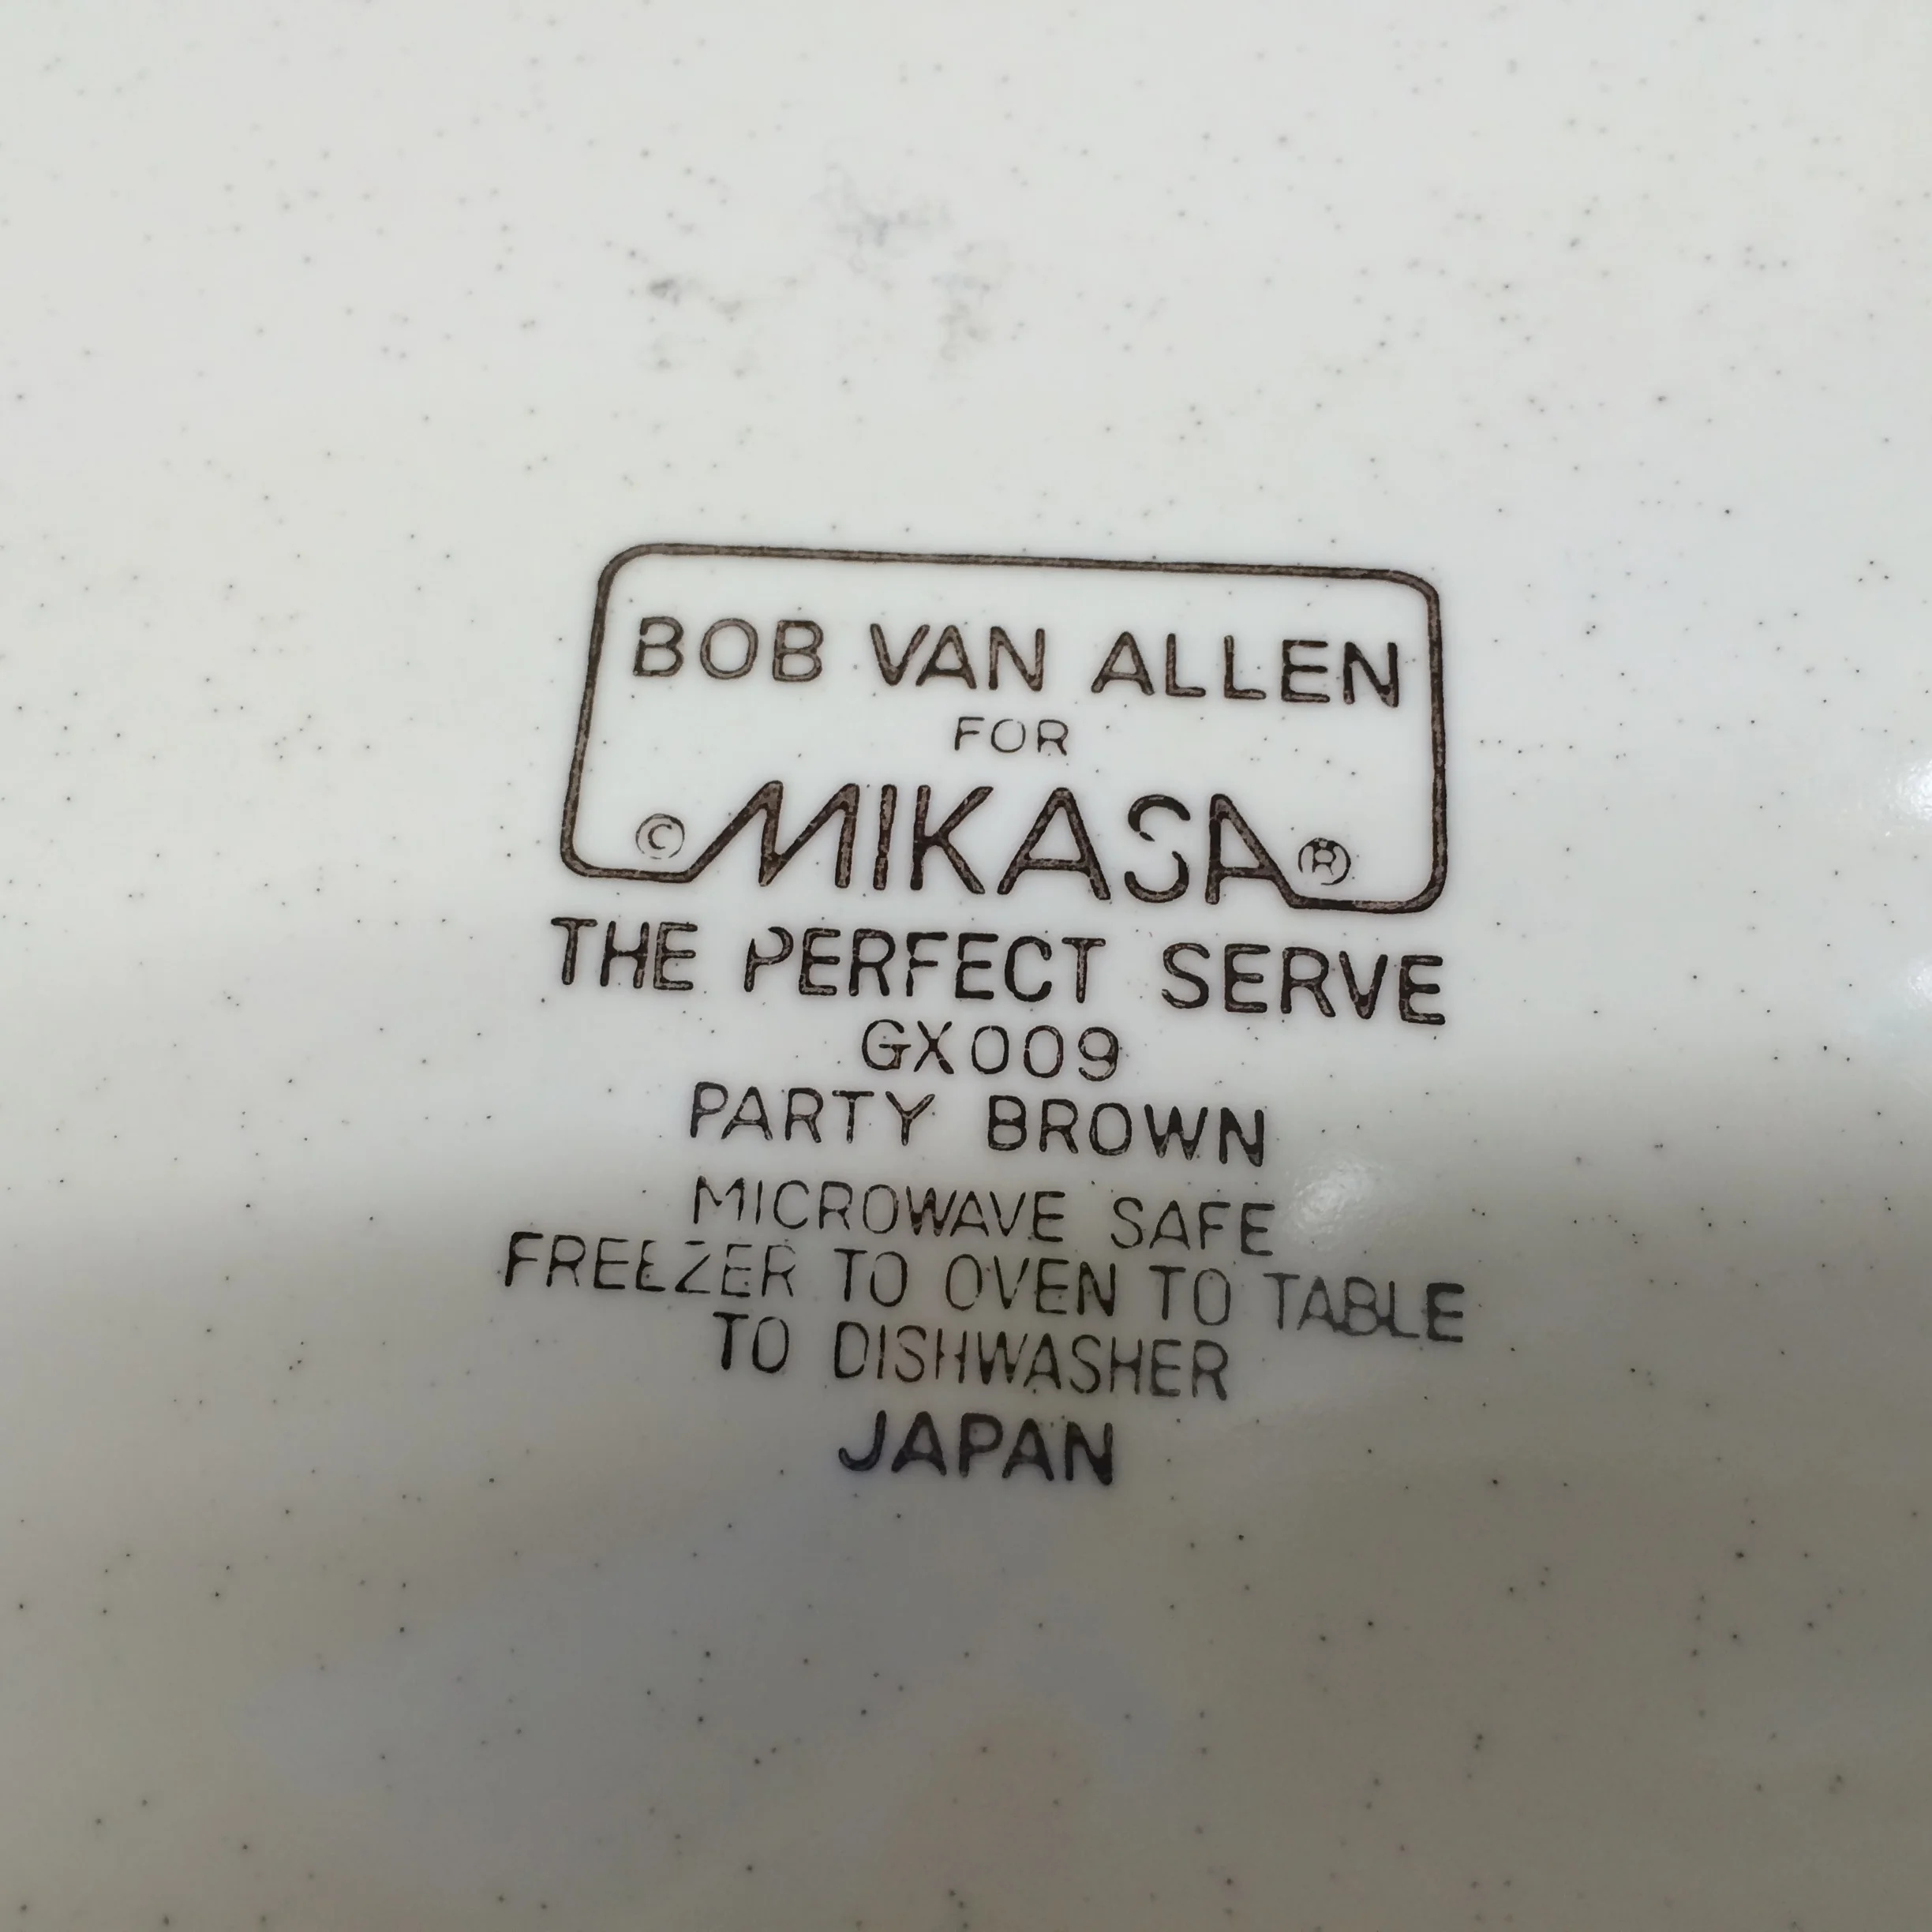 BOB VAN ALLEN
FOR
© MIKASA ®
THE PERFECT SERVE
GX009
PARTY BROWN
MICROWAVE SAFE
FREEZER TO OVEN TO TABLE
TO DISHWASHER
JAPAN